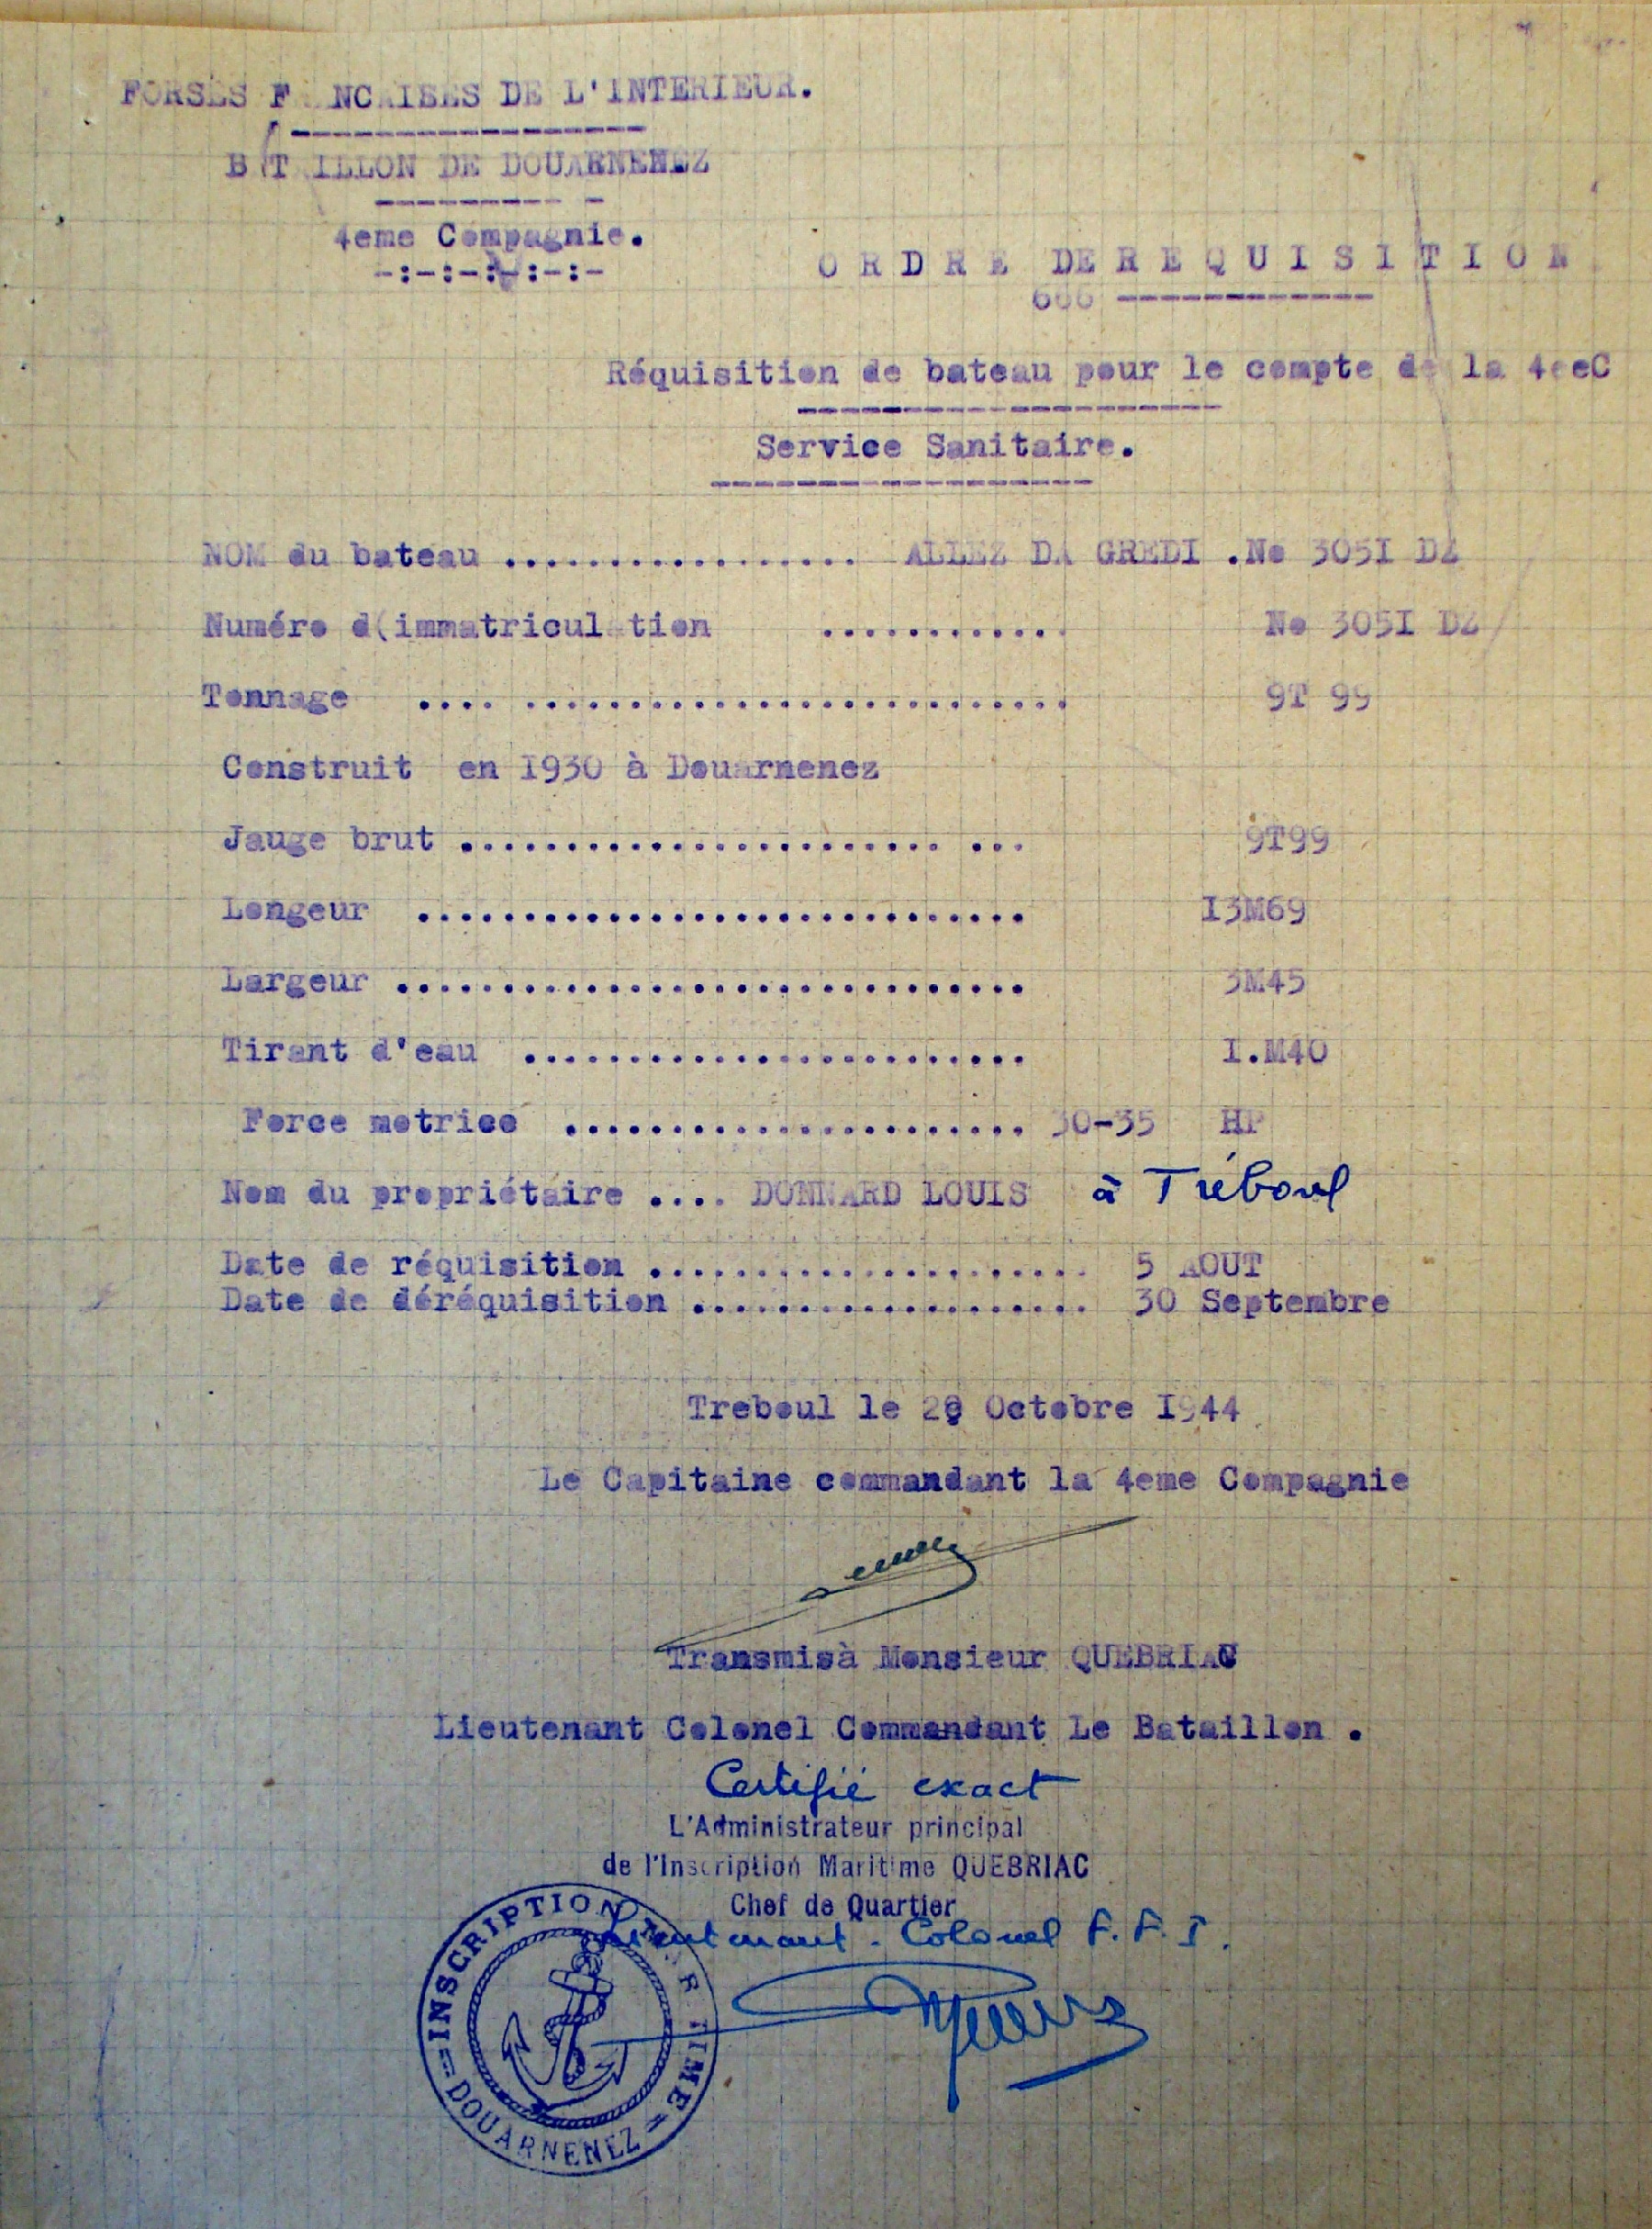 FORSES FRANCAISES DE L'INTERIEUR.
BATAILLON DE DOUARNENEZ
4eme Compagnie.
-:-:-:-:-:-
ORDRE DE REQUISITION
666
Réquisition de bateau pour le compte de la 4eeC
Service Sanitaire.
NOM du bateau ................. ALLEZ DA GREDI .No 305I DZ
Numéro d(immatriculation ............ No 305I DZ
Tonnage .... .......................... 9T 99
Construit en I930 à Douarnenez
Jauge brut ....................... ... 9T99
Longeur ............................. I3M69
Largeur .............................. 3M45
Tirant d'eau ........................ I.M40
Force motrice ...................... 30-35 HP
Nom du propriétaire .... DONNARD LOUIS à Tréboul
Date de réquisition ..................... 5 AOUT
Date de déréquisition ................... 30 Septembre
Treboul le Octobre I944
Le Capitaine commandant la 4eme Compagnie
Transmisà Monsieur QUEBRIAC
Lieutenant Colonel Commandant Le Bataillon .
Certifié exact
L'Administrateur principal
de l'Inscription Maritime QUEBRIAC
Chef de Quartier
Lieutenant-Colonel F.F.I.
INSCRIPTION MARITIME
=DOUARNENEZ=